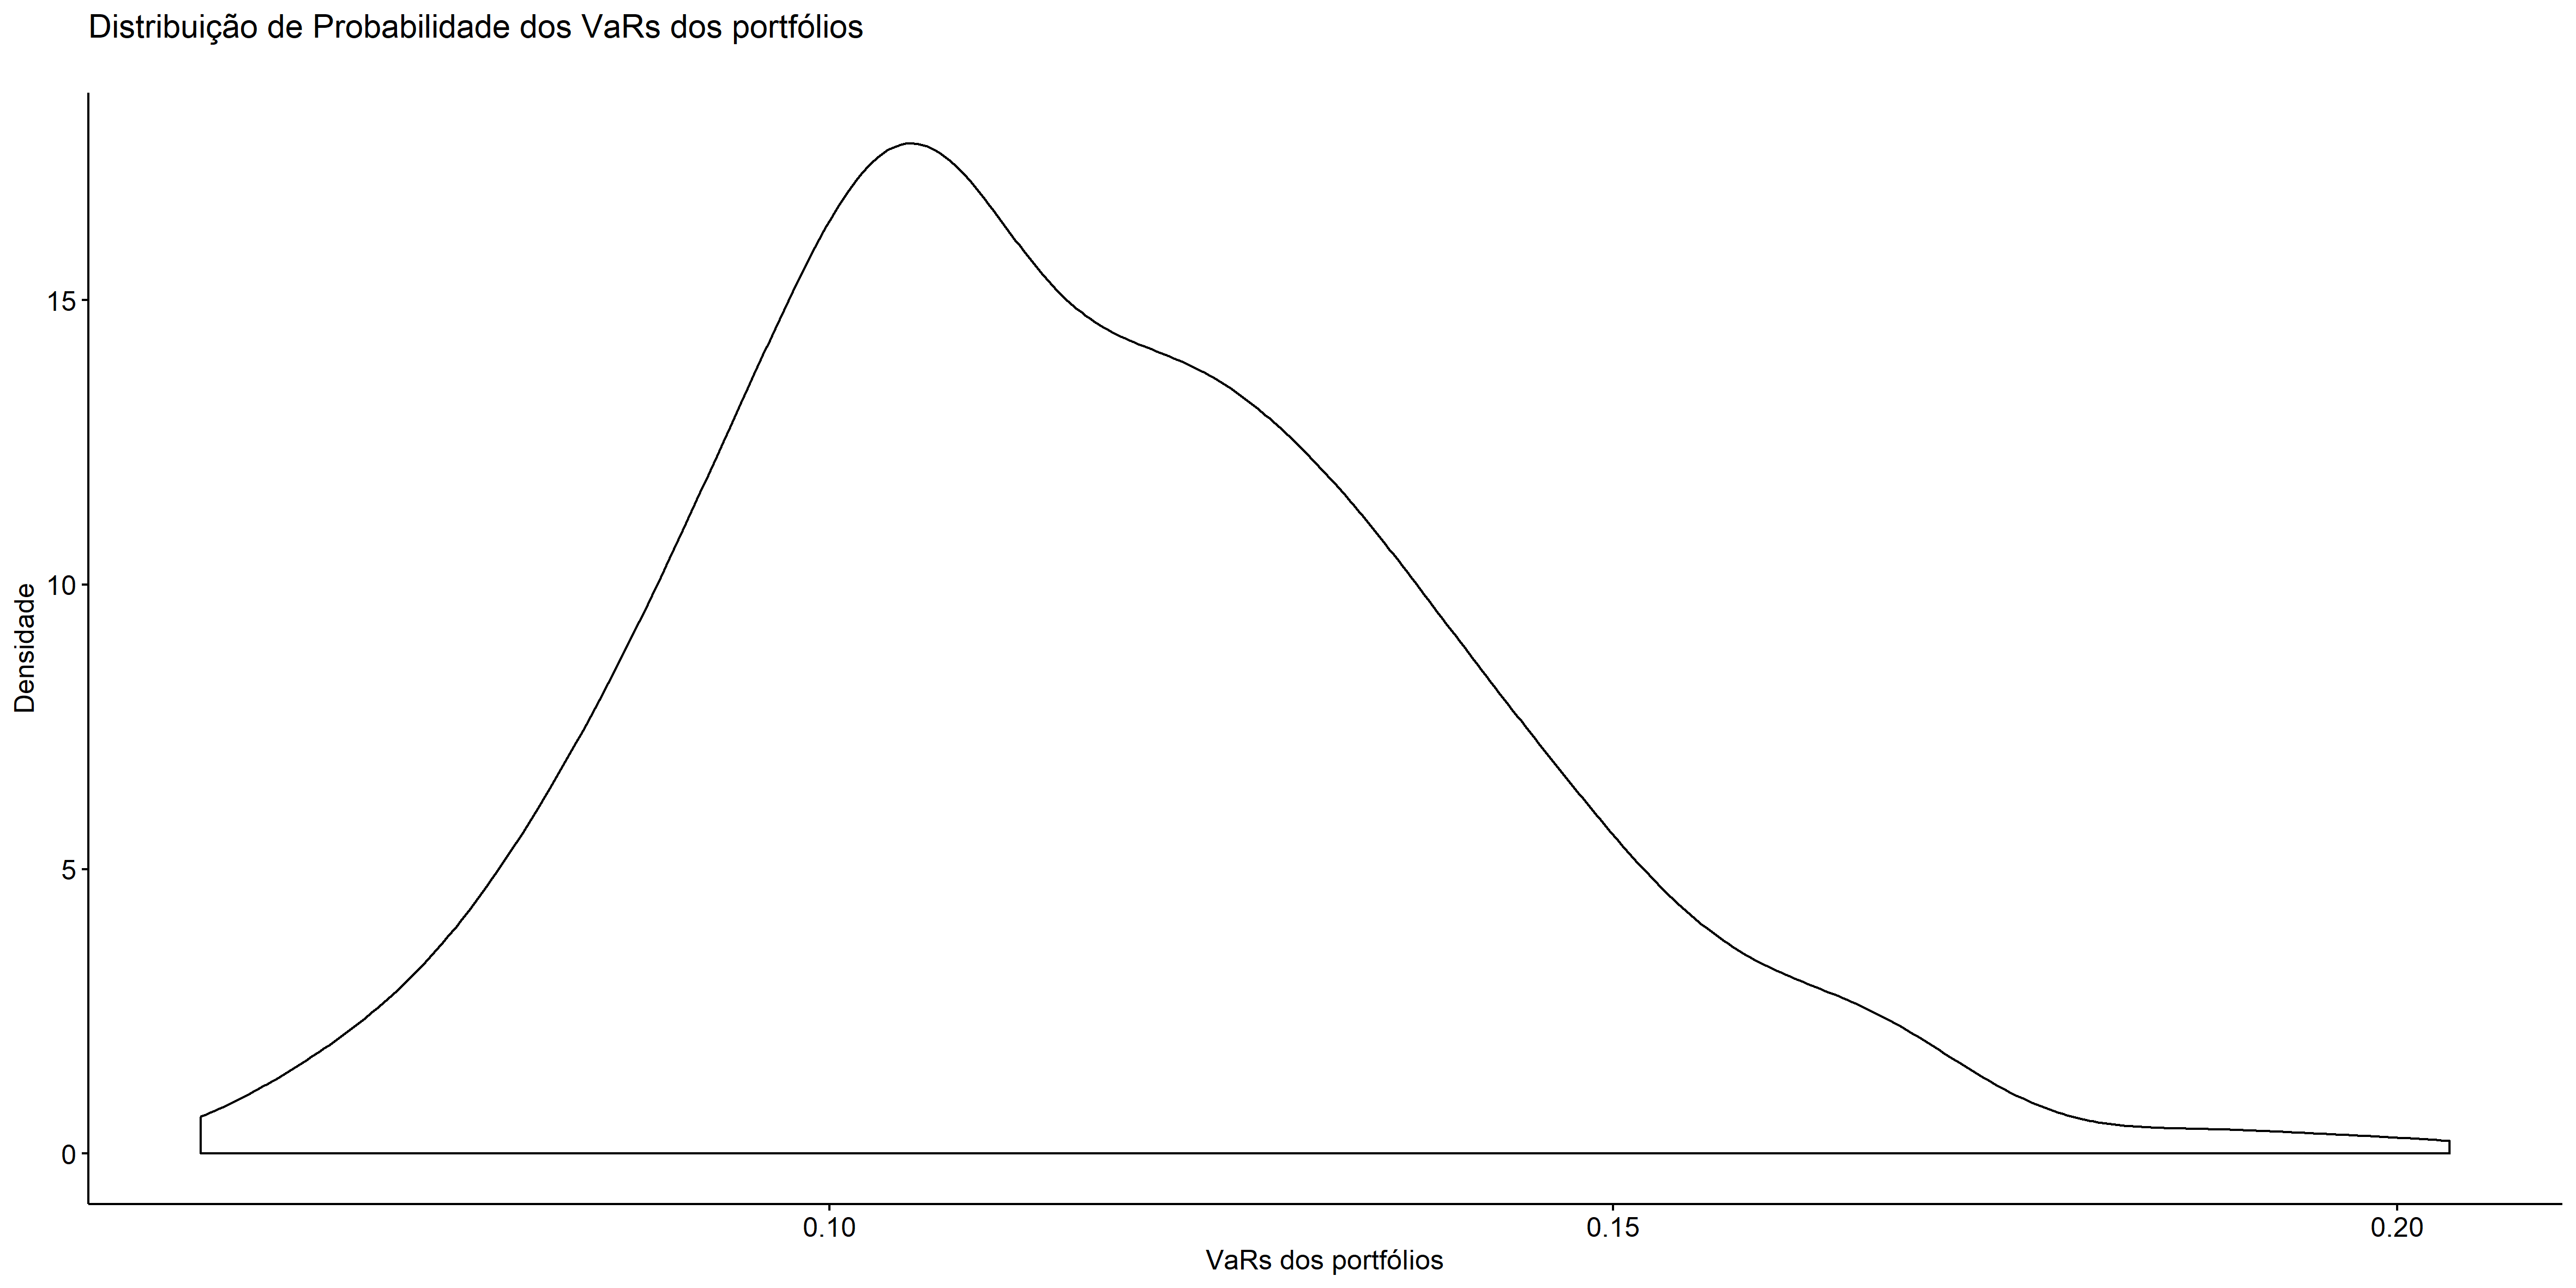 Distribuição de Probabilidade dos VaRs dos portfólios
15
10
5
0
Densidade
0.10
0.15
0.20
VaRs dos portfólios